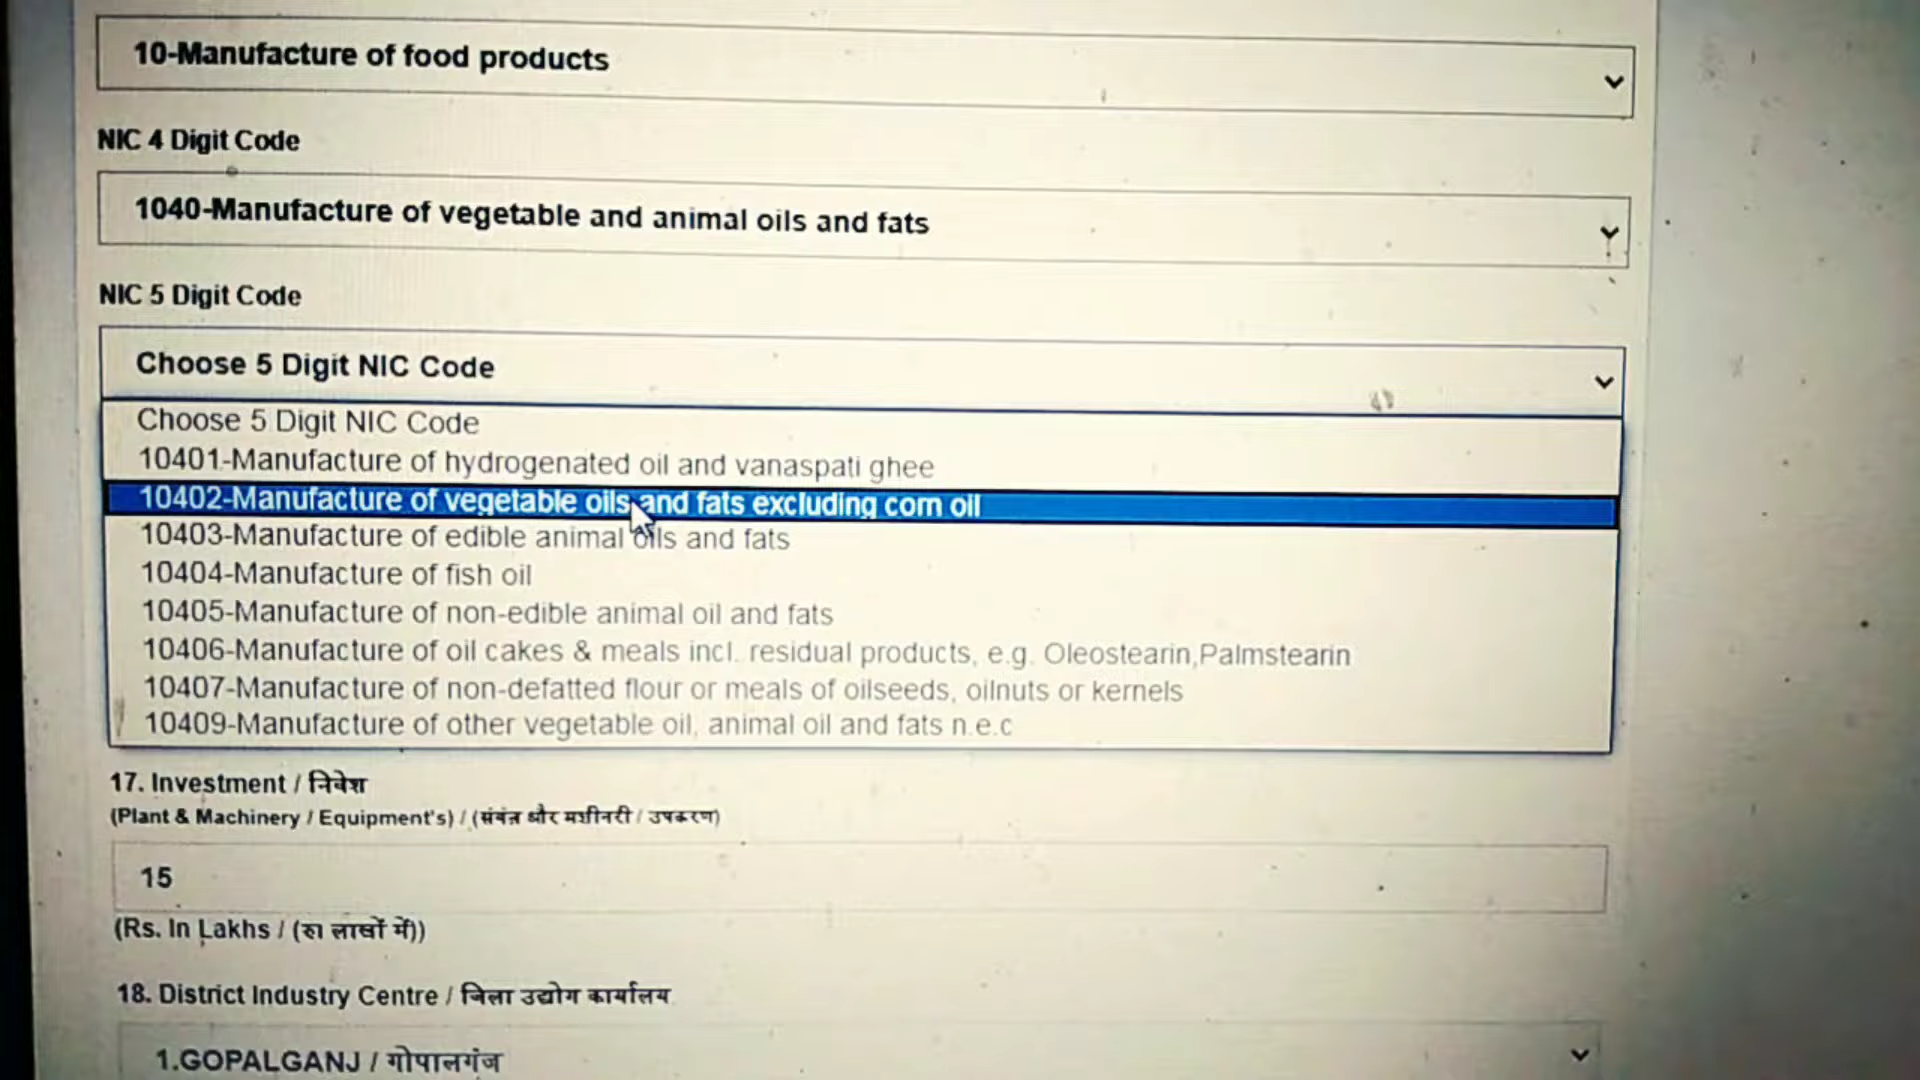 10-Manufacture of food products
NIC 4 Digit Code
1040-Manufacture of vegetable and animal oils and fats
NIC 5 Digit Code
Choose 5 Digit NIC Code
Choose 5 Digit NIC Code
10401-Manufacture of hydrogenated oil and vanaspati ghee
10402-Manufacture of vegetable oils and fats excluding corn oil
10403-Manufacture of edible animal oils and fats
10404-Manufacture of fish oil
10405-Manufacture of non-edible animal oil and fats
10406-Manufacture of oil cakes & meals incl. residual products, e.g. Oleostearin,Palmstearin
10407-Manufacture of non-defatted flour or meals of oilseeds, oilnuts or kernels
10409-Manufacture of other vegetable oil, animal oil and fats n.e.c
17. Investment / निवेश
(Plant & Machinery / Equipment's) / (संयंत्र और मशीनरी / उपकरण)
15
(Rs. In Lakhs / (रु लाखों में))
18. District Industry Centre / जिला उद्योग कार्यालय
1.GOPALGANJ / गोपालगंज